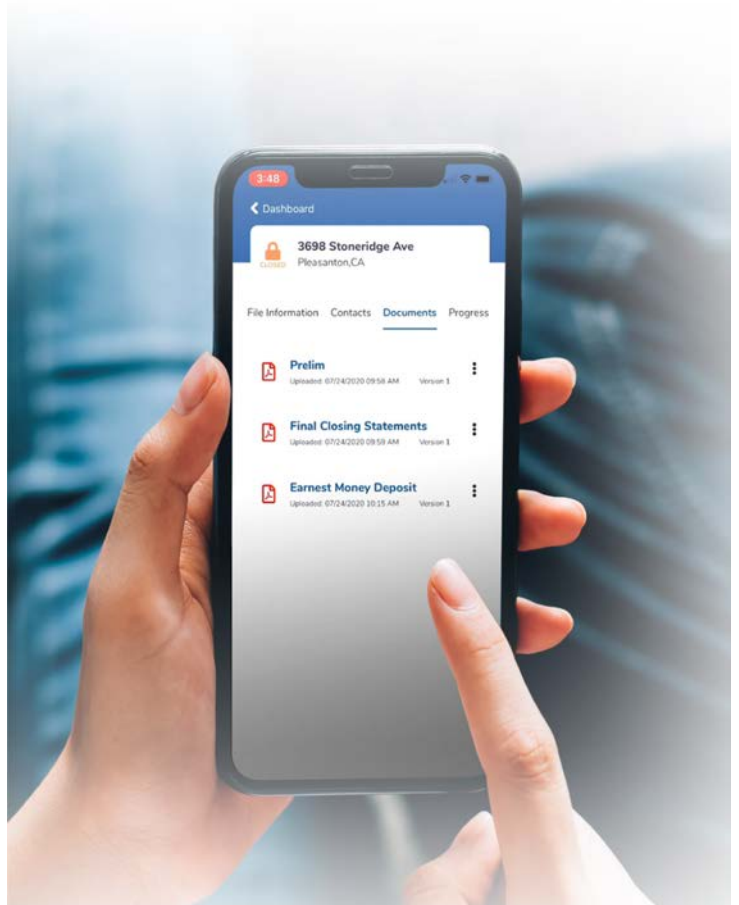 3:48
Dashboard
3698 Stoneridge Ave
CLOSED
Pleasanton,CA
File Information Contacts Documents Progress
Prelim
Uploaded: 07/24/2020 09:58 AM Version 1
Final Closing Statements
Uploaded: 07/24/2020 09:59 AM Version 1
Earnest Money Deposit
Uploaded: 07/24/2020 10:15 AM Version 1